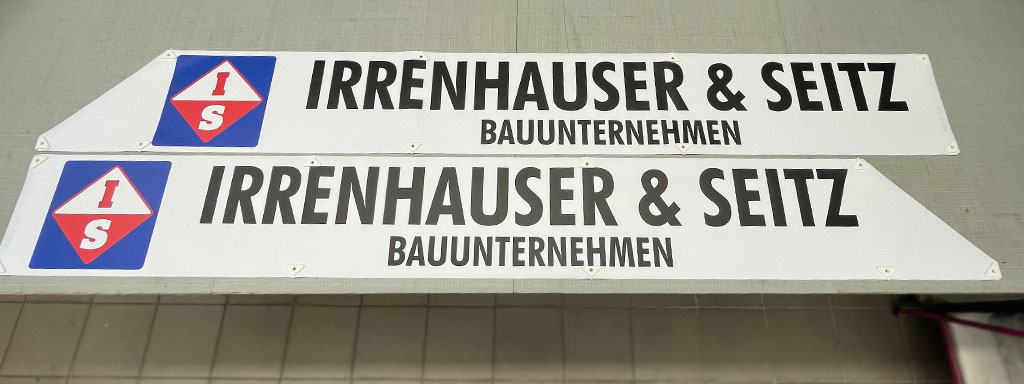 I
S
IRRENHAUSER & SEITZ
BAUUNTERNEHMEN
I
S
IRRENHAUSER & SEITZ
BAUUNTERNEHMEN